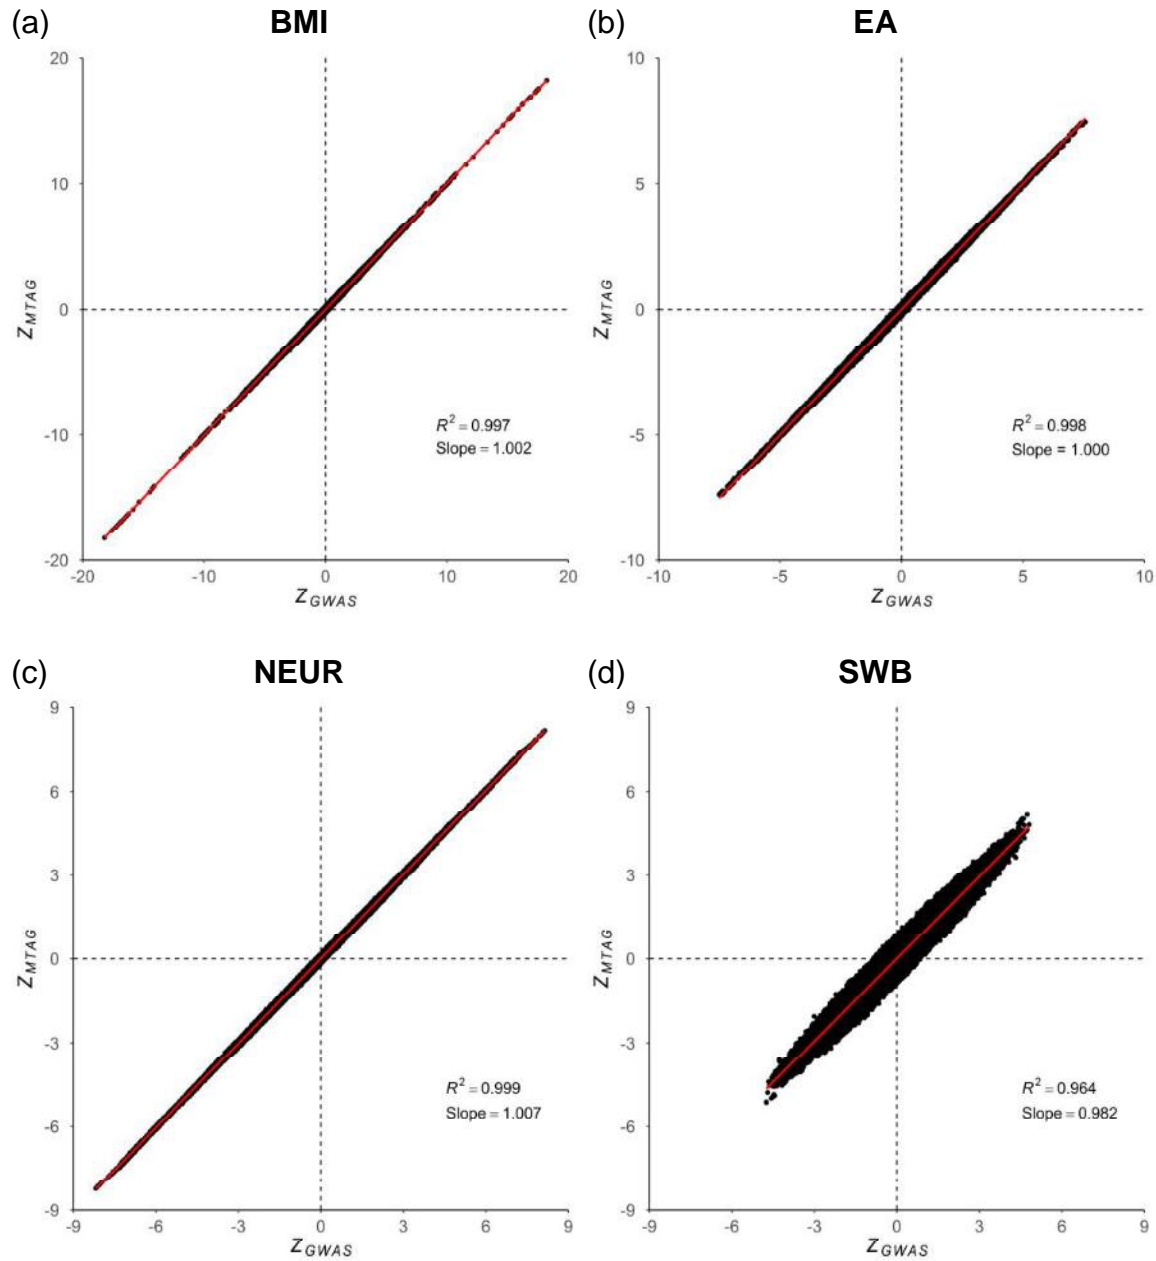 (a) BMI
20
10
0
-10
-20
Z_MTAG
R² = 0.997
Slope = 1.002
-20 -10 0 10 20
Z_GWAS
(b) EA
10
5
0
-5
-10
Z_MTAG
R² = 0.998
Slope = 1.000
-10 -5 0 5 10
Z_GWAS
(c) NEUR
9
6
3
0
-3
-6
-9
Z_MTAG
R² = 0.999
Slope = 1.007
-9 -6 -3 0 3 6 9
Z_GWAS
(d) SWB
9
6
3
0
-3
-6
-9
Z_MTAG
R² = 0.964
Slope = 0.982
-9 -6 -3 0 3 6 9
Z_GWAS